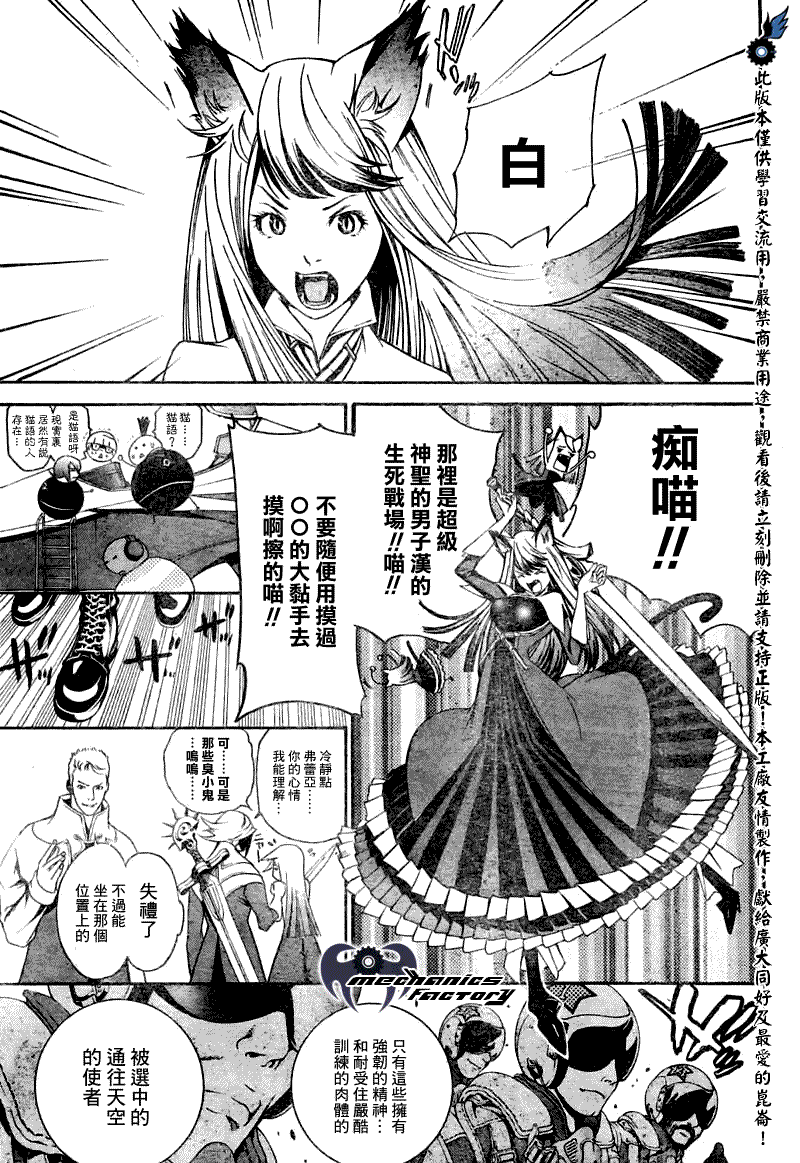 白
痴喵!!
那裡是超級
神聖的男子漢的
生死戰場!!喵!!
不要隨便用摸過
〇〇的大黏手去
摸啊擦的喵!!
猫…
猫語？
是猫語呀
現實裏
居然有說
猫語的人
存在…
冷靜點
弗蕾亞……
你的心情
我能理解…
可……可是
那些臭小鬼
…嗚嗚…
失禮了
不過能
坐在那個
位置上的
只有這些擁有
強韌的精神…
和耐受住嚴酷
訓練的肉體的
被選中的
通往天空
的使者
mechanics
factory
此版本僅供學習交流用，嚴禁商業用途，觀看後請立刻刪除並請支持正版！本工廠友情製作，獻給廣大同好及最愛的崑崙！